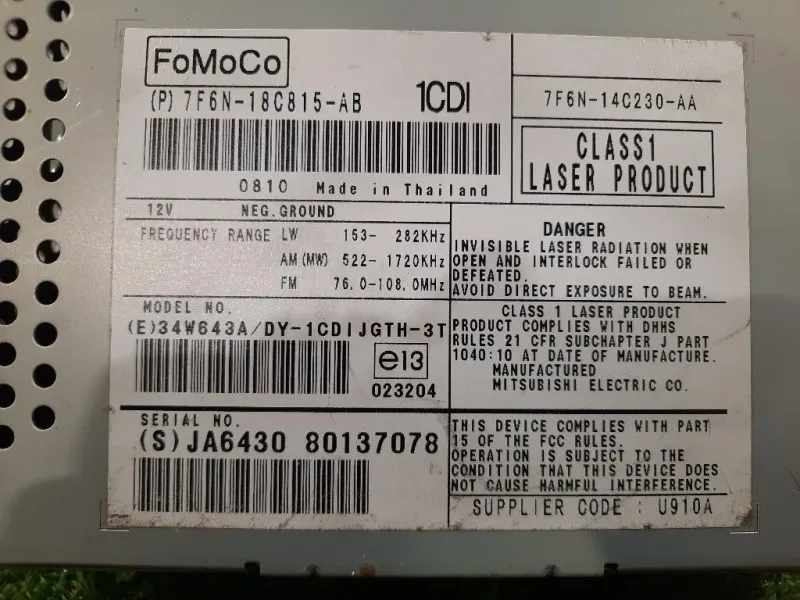 FoMoCo
(P) 7F6N-18C815-AB 1CDI
0810 Made in Thailand
7F6N-14C230-AA
CLASS1
LASER PRODUCT
12V NEG.GROUND
FREQUENCY RANGE LW 153- 282KHz
AM(MW) 522- 1720KHz
FM 76.0-108.0MHz
DANGER
INVISIBLE LASER RADIATION WHEN
OPEN AND INTERLOCK FAILED OR
DEFEATED.
AVOID DIRECT EXPOSURE TO BEAM.
MODEL NO.
(E)34W643A/DY-1CDIJGTH-3T
e13
023204
CLASS 1 LASER PRODUCT
PRODUCT COMPLIES WITH DHHS
RULES 21 CFR SUBCHAPTER J PART
1040:10 AT DATE OF MANUFACTURE.
MANUFACTURED
MITSUBISHI ELECTRIC CO.
SERIAL NO.
(S)JA6430 80137078
THIS DEVICE COMPLIES WITH PART
15 OF THE FCC RULES.
OPERATION IS SUBJECT TO THE
CONDITION THAT THIS DEVICE DOES
NOT CAUSE HARMFUL INTERFERENCE.
SUPPLIER CODE : U910A